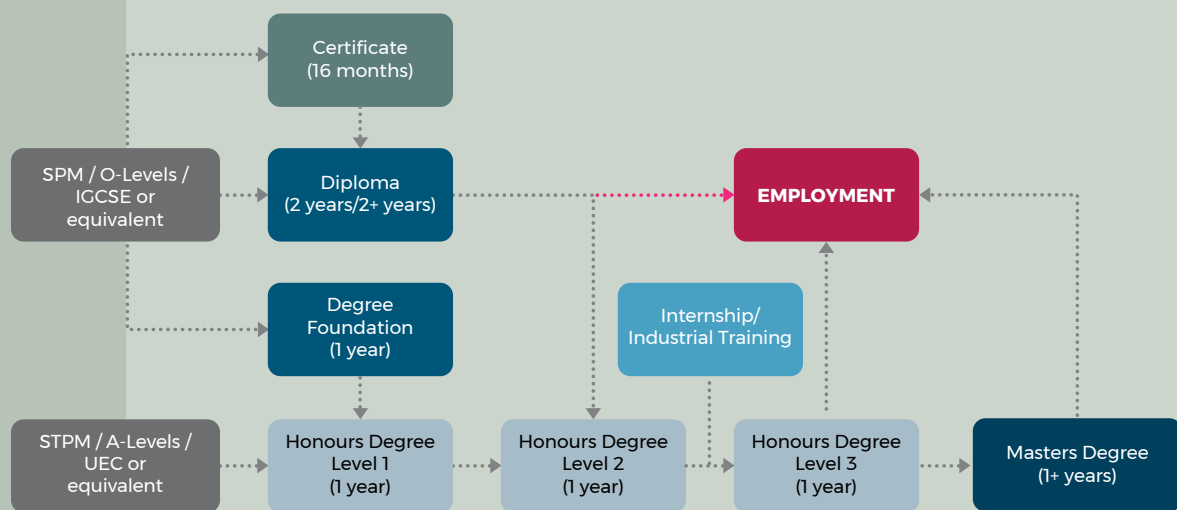 Certificate
(16 months)
SPM / O-Levels /
IGCSE or
equivalent
Diploma
(2 years/2+ years)
EMPLOYMENT
Degree
Foundation
(1 year)
Internship/
Industrial Training
STPM / A-Levels /
UEC or
equivalent
Honours Degree
Level 1
(1 year)
Honours Degree
Level 2
(1 year)
Honours Degree
Level 3
(1 year)
Masters Degree
(1+ years)